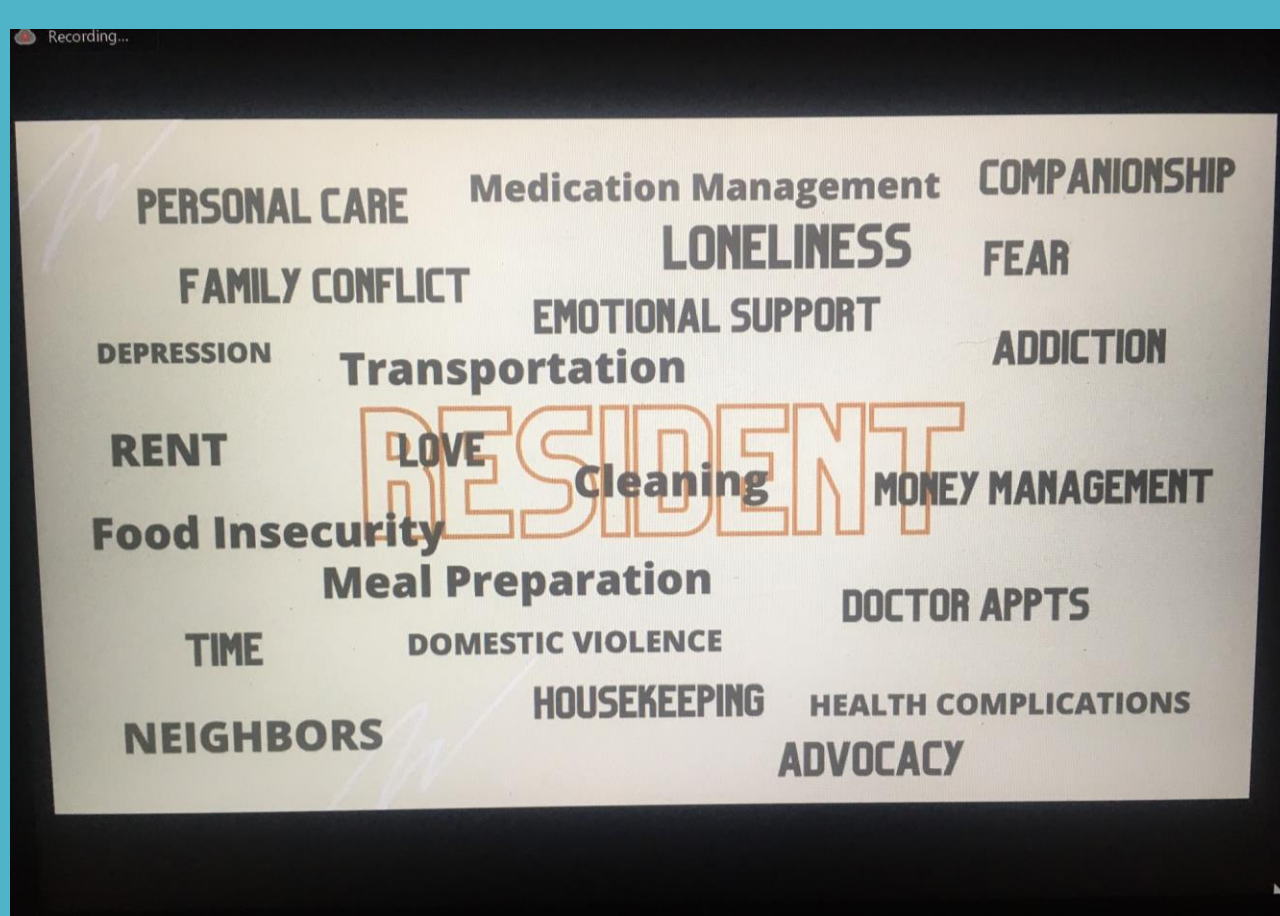 Recording...
PERSONAL CARE
Medication Management
COMPANIONSHIP
LONELINESS
FEAR
FAMILY CONFLICT
EMOTIONAL SUPPORT
DEPRESSION
Transportation
ADDICTION
RESIDENT
RENT
LOVE
Cleaning
MONEY MANAGEMENT
Food Insecurity
Meal Preparation
DOCTOR APPTS
TIME
DOMESTIC VIOLENCE
HOUSEKEEPING
HEALTH COMPLICATIONS
NEIGHBORS
ADVOCACY